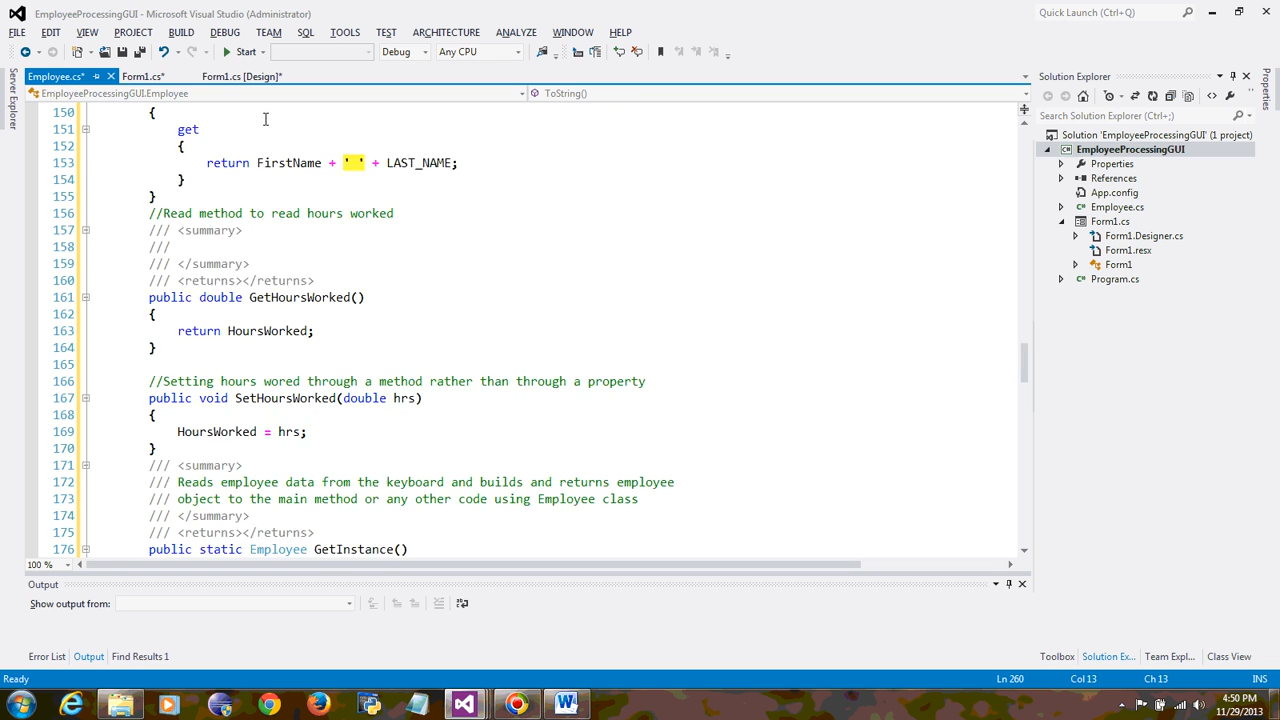 EmployeeProcessingGUI - Microsoft Visual Studio (Administrator)
Quick Launch (Ctrl+Q)
FILE EDIT VIEW PROJECT BUILD DEBUG TEAM SQL TOOLS TEST ARCHITECTURE ANALYZE WINDOW HELP
Start Debug Any CPU
Server Explorer
Employee.cs* Form1.cs* Form1.cs [Design]*
EmployeeProcessingGUI.Employee ToString()
150 {
151 get
152 {
153 return FirstName + ' ' + LAST_NAME;
154 }
155 }
156 //Read method to read hours worked
157 /// <summary>
158 ///
159 /// </summary>
160 /// <returns></returns>
161 public double GetHoursWorked()
162 {
163 return HoursWorked;
164 }
165
166 //Setting hours wored through a method rather than through a property
167 public void SetHoursWorked(double hrs)
168 {
169 HoursWorked = hrs;
170 }
171 /// <summary>
172 /// Reads employee data from the keyboard and builds and returns employee
173 /// object to the main method or any other code using Employee class
174 /// </summary>
175 /// <returns></returns>
176 public static Employee GetInstance()
100 %
Output
Show output from:
Error List Output Find Results 1
Solution Explorer
Search Solution Explorer (Ctrl+;)
Solution 'EmployeeProcessingGUI' (1 project)
EmployeeProcessingGUI
Properties
References
App.config
Employee.cs
Form1.cs
Form1.Designer.cs
Form1.resx
Form1
Program.cs
Properties
Toolbox Solution Ex... Team Expl... Class View
Ready Ln 260 Col 13 Ch 13 INS
4:50 PM
11/29/2013